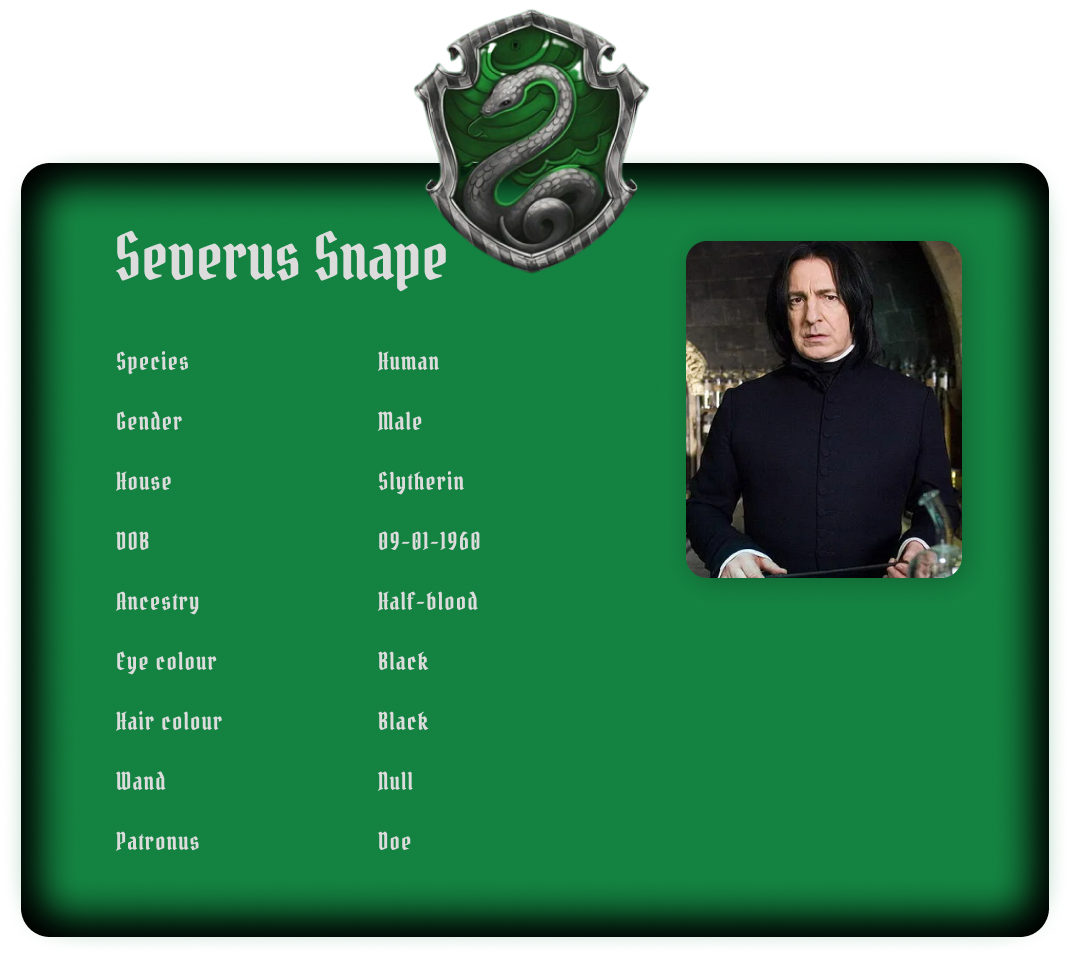 Severus Snape
Species Human
Gender Male
House Slytherin
DOB 09-01-1960
Ancestry Half-blood
Eye colour Black
Hair colour Black
Wand Null
Patronus Doe